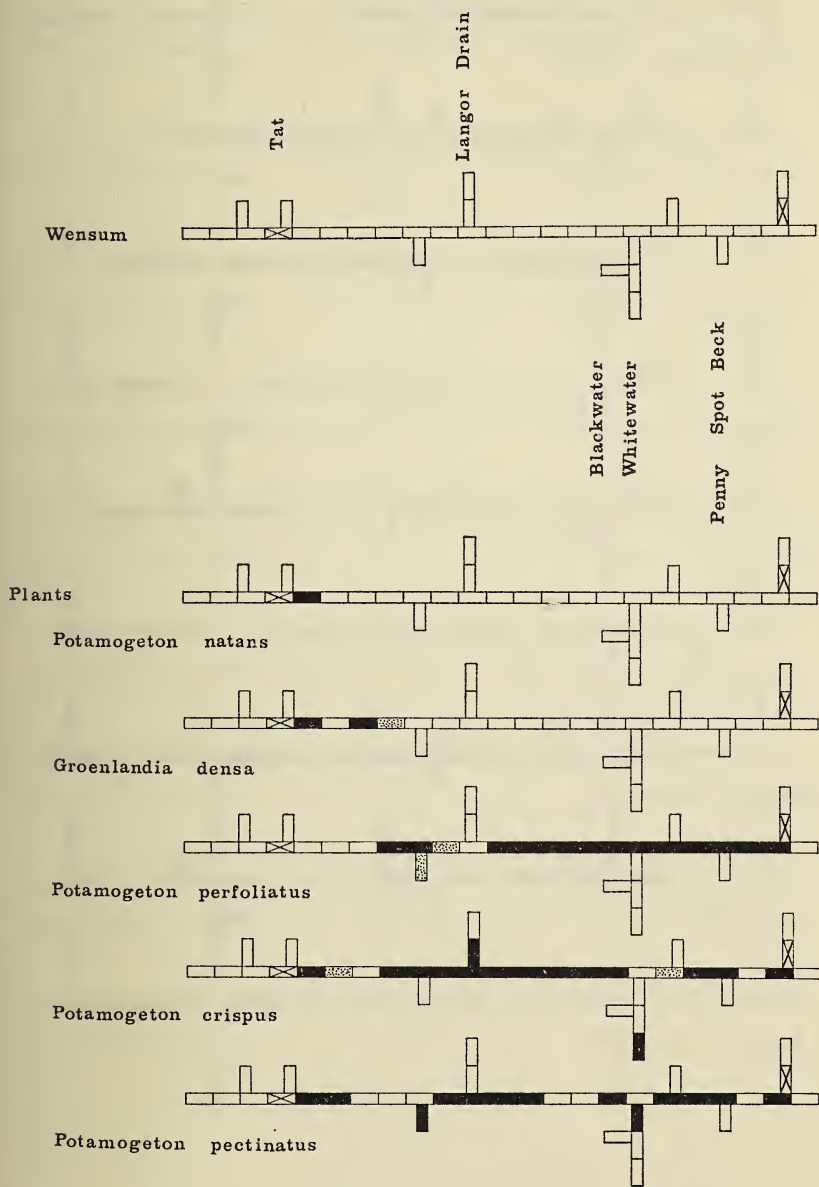 Tat
Langor Drain
Wensum
Blackwater
Whitewater
Penny Spot Beck
Plants
Potamogeton natans
Groenlandia densa
Potamogeton perfoliatus
Potamogeton crispus
Potamogeton pectinatus